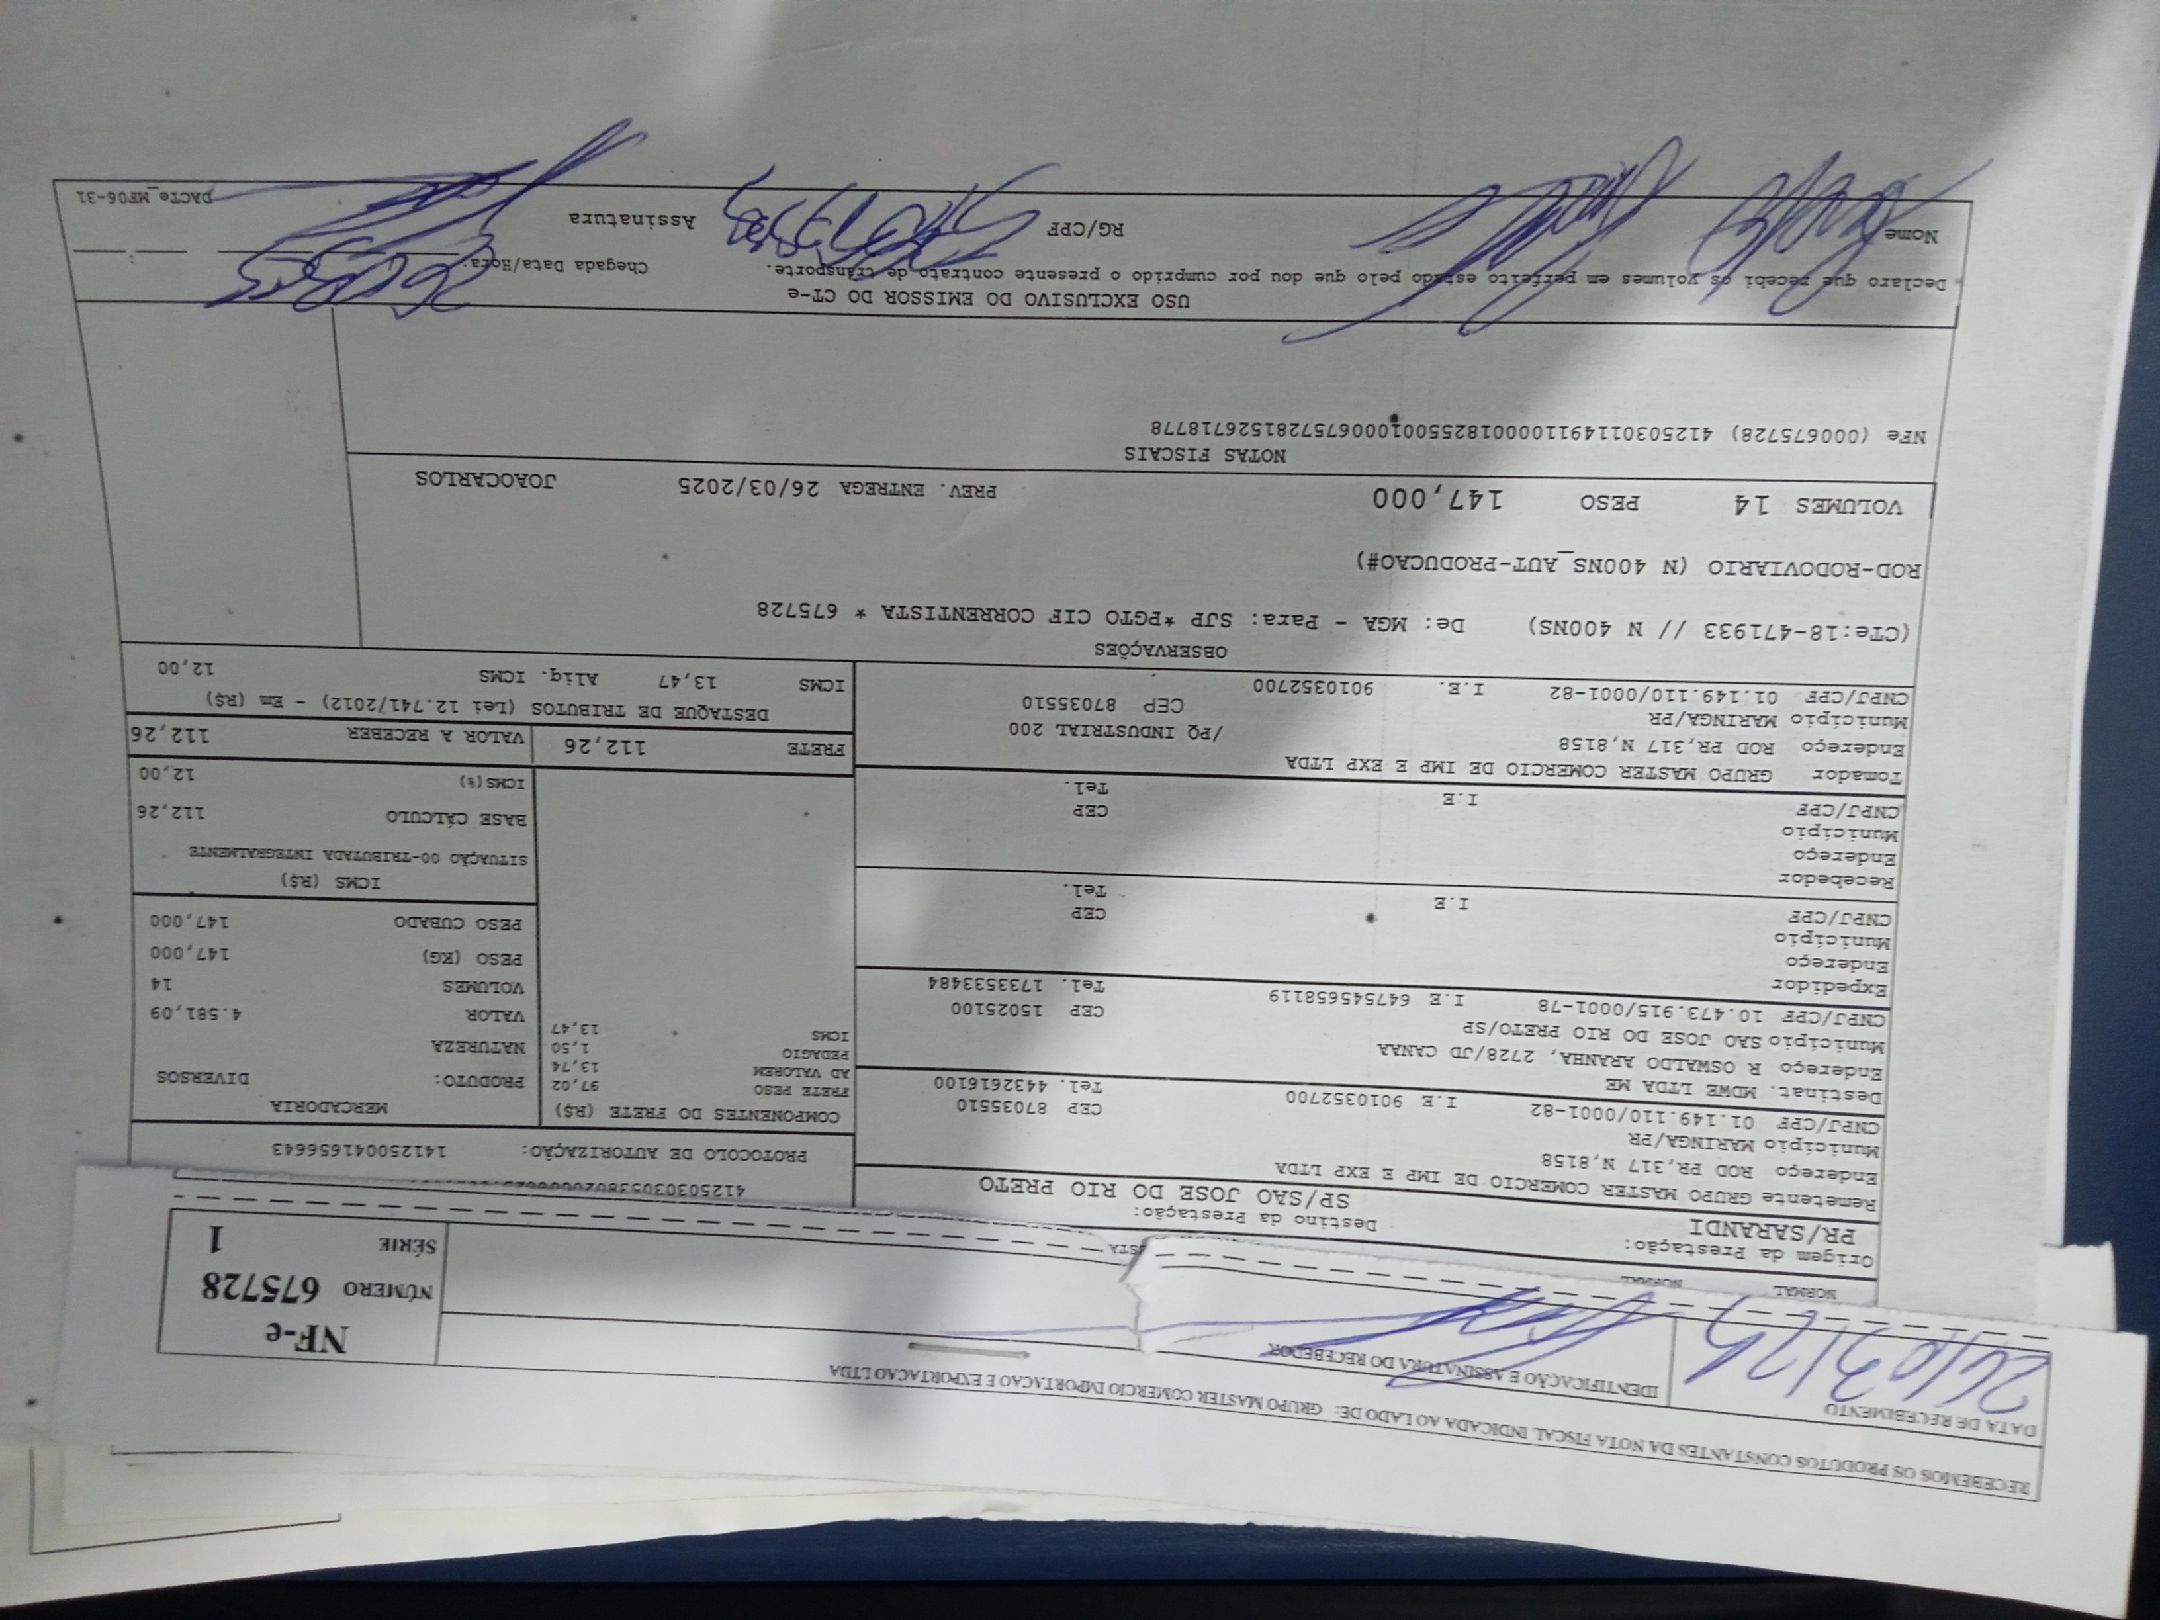 RECEBEMOS OS PRODUTOS CONSTANTES DA NOTA FISCAL INDICADA AO LADO DE: GRUPO MASTER COMERCIO IMPORTACAO E EXPORTACAO LTDA
DATA DE RECEBIMENTO
26/03/25
IDENTIFICAÇÃO E ASSINATURA DO RECEBEDOR
NF-e
NÚMERO 675728
SÉRIE 1
NORMAL NORMAL
Origem da Prestação:
PR/SARANDI
Destino da Prestação:
SP/SAO JOSE DO RIO PRETO
Remetente GRUPO MASTER COMERCIO DE IMP E EXP LTDA
Endereço ROD PR,317 N,8158
Município MARINGA/PR CEP 87035510
CNPJ/CPF 01.149.110/0001-82 I.E 9010352700 Tel. 4432616100
Destinat. MDWE LTDA ME
Endereço R OSWALDO ARANHA, 2728/JD CANAA
Município SAO JOSE DO RIO PRETO/SP CEP 15025100
CNPJ/CPF 10.473.915/0001-78 I.E 647545658119 Tel. 1733533484
Expedidor
Endereço
Município CEP
CNPJ/CPF I.E Tel.
Recebedor
Endereço
Município CEP
CNPJ/CPF I.E Tel.
Tomador GRUPO MASTER COMERCIO DE IMP E EXP LTDA
Endereço ROD PR,317 N,8158 /PQ INDUSTRIAL 200
Município MARINGA/PR CEP 87035510
CNPJ/CPF 01.149.110/0001-82 I.E. 9010352700
PROTOCOLO DE AUTORIZAÇÃO: 141250041656643
COMPONENTES DO FRETE (R$)
FRETE PESO 97,02
AD VALOREM 13,74
PEDAGIO 1,50
ICMS 13,47
MERCADORIA
PRODUTO: DIVERSOS
NATUREZA
VALOR 4.581,09
VOLUMES 14
PESO (KG) 147,000
PESO CUBADO 147,000
ICMS (R$)
SITUAÇÃO 00-TRIBUTADA INTEGRALMENTE
BASE CÁLCULO 112,26
ICMS(%) 12,00
FRETE 112,26 VALOR A RECEBER 112,26
DESTAQUE DE TRIBUTOS (Lei 12.741/2012) - Em (R$)
ICMS 13,47 Aliq. ICMS 12,00
OBSERVAÇÕES
(CTe:18-471933 // N 400NS) De: MGA - Para: SJP *PGTO CIF CORRENTISTA * 675728
ROD-RODOVIARIO (N 400NS_AUT-PRODUCAO#)
VOLUMES 14 PESO 147,000 PREV. ENTREGA 26/03/2025 JOAOCARLOS
NOTAS FISCAIS
NFe (000675728) 41250301149110000182550010006757281526718778
USO EXCLUSIVO DO EMISSOR DO CT-e
Declaro que recebi os volumes em perfeito estado pelo que dou por cumprido o presente contrato de transporte. Chegada Data/Hora:
Nome RG/CPF Assinatura
DACTe_MF06-31